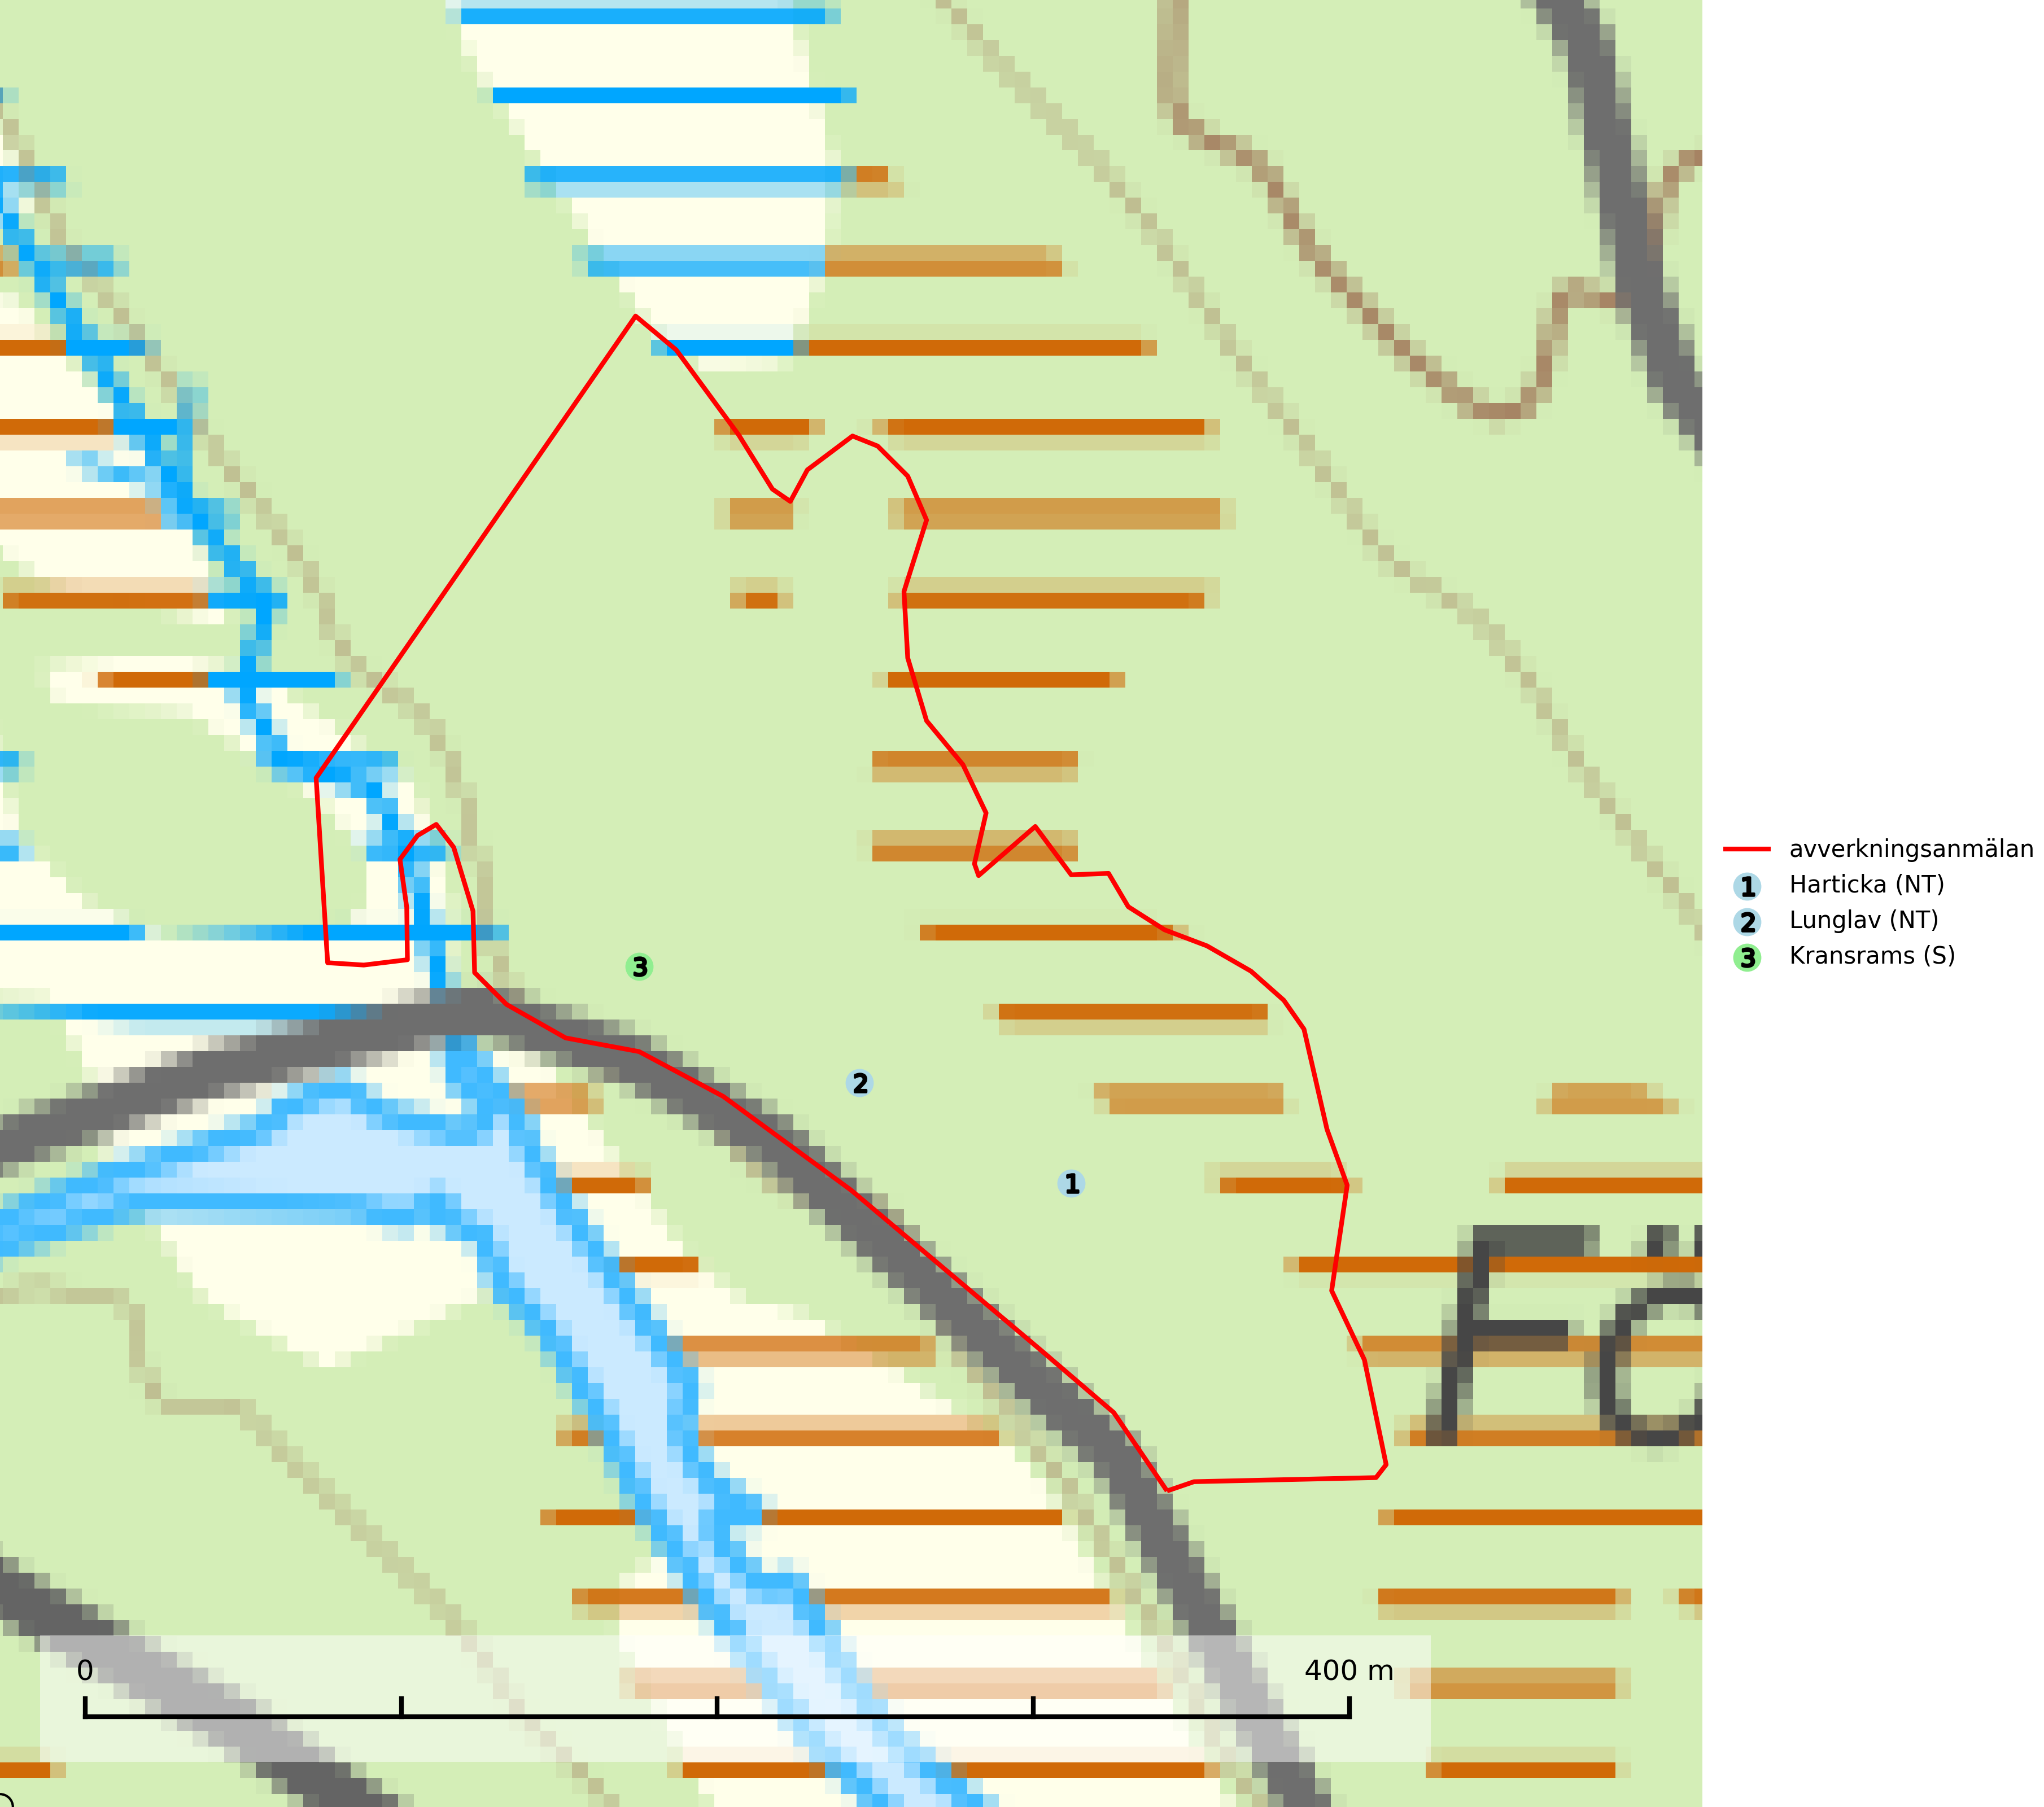 avverkningsanmälan
1 Harticka (NT)
2 Lunglav (NT)
3 Kransrams (S)
3
2
1
0 400 m